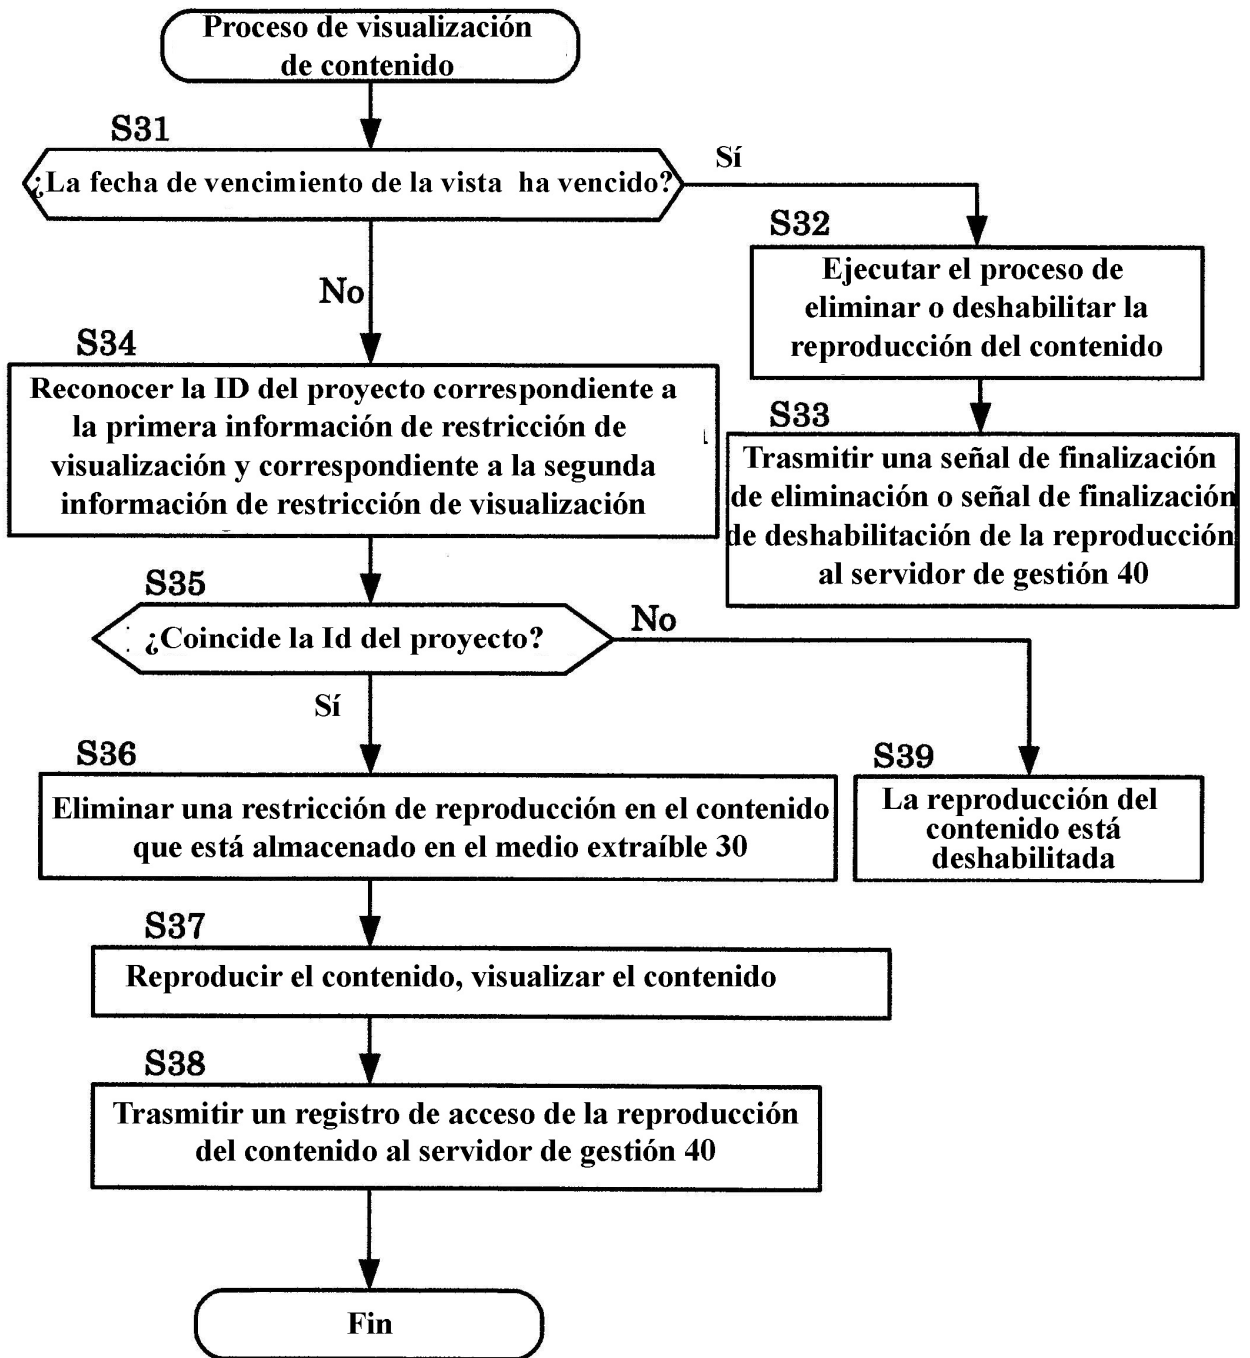 Proceso de visualización
de contenido
S31
¿La fecha de vencimiento de la vista ha vencido?
Sí
No
S32
Ejecutar el proceso de
eliminar o deshabilitar la
reproducción del contenido
S33
Trasmitir una señal de finalización
de eliminación o señal de finalización
de deshabilitación de la reproducción
al servidor de gestión 40
S34
Reconocer la ID del proyecto correspondiente a
la primera información de restricción de
visualización y correspondiente a la segunda
información de restricción de visualización
S35
¿Coincide la Id del proyecto?
No
Sí
S36
Eliminar una restricción de reproducción en el contenido
que está almacenado en el medio extraíble 30
S39
La reproducción del
contenido está
deshabilitada
S37
Reproducir el contenido, visualizar el contenido
S38
Trasmitir un registro de acceso de la reproducción
del contenido al servidor de gestión 40
Fin